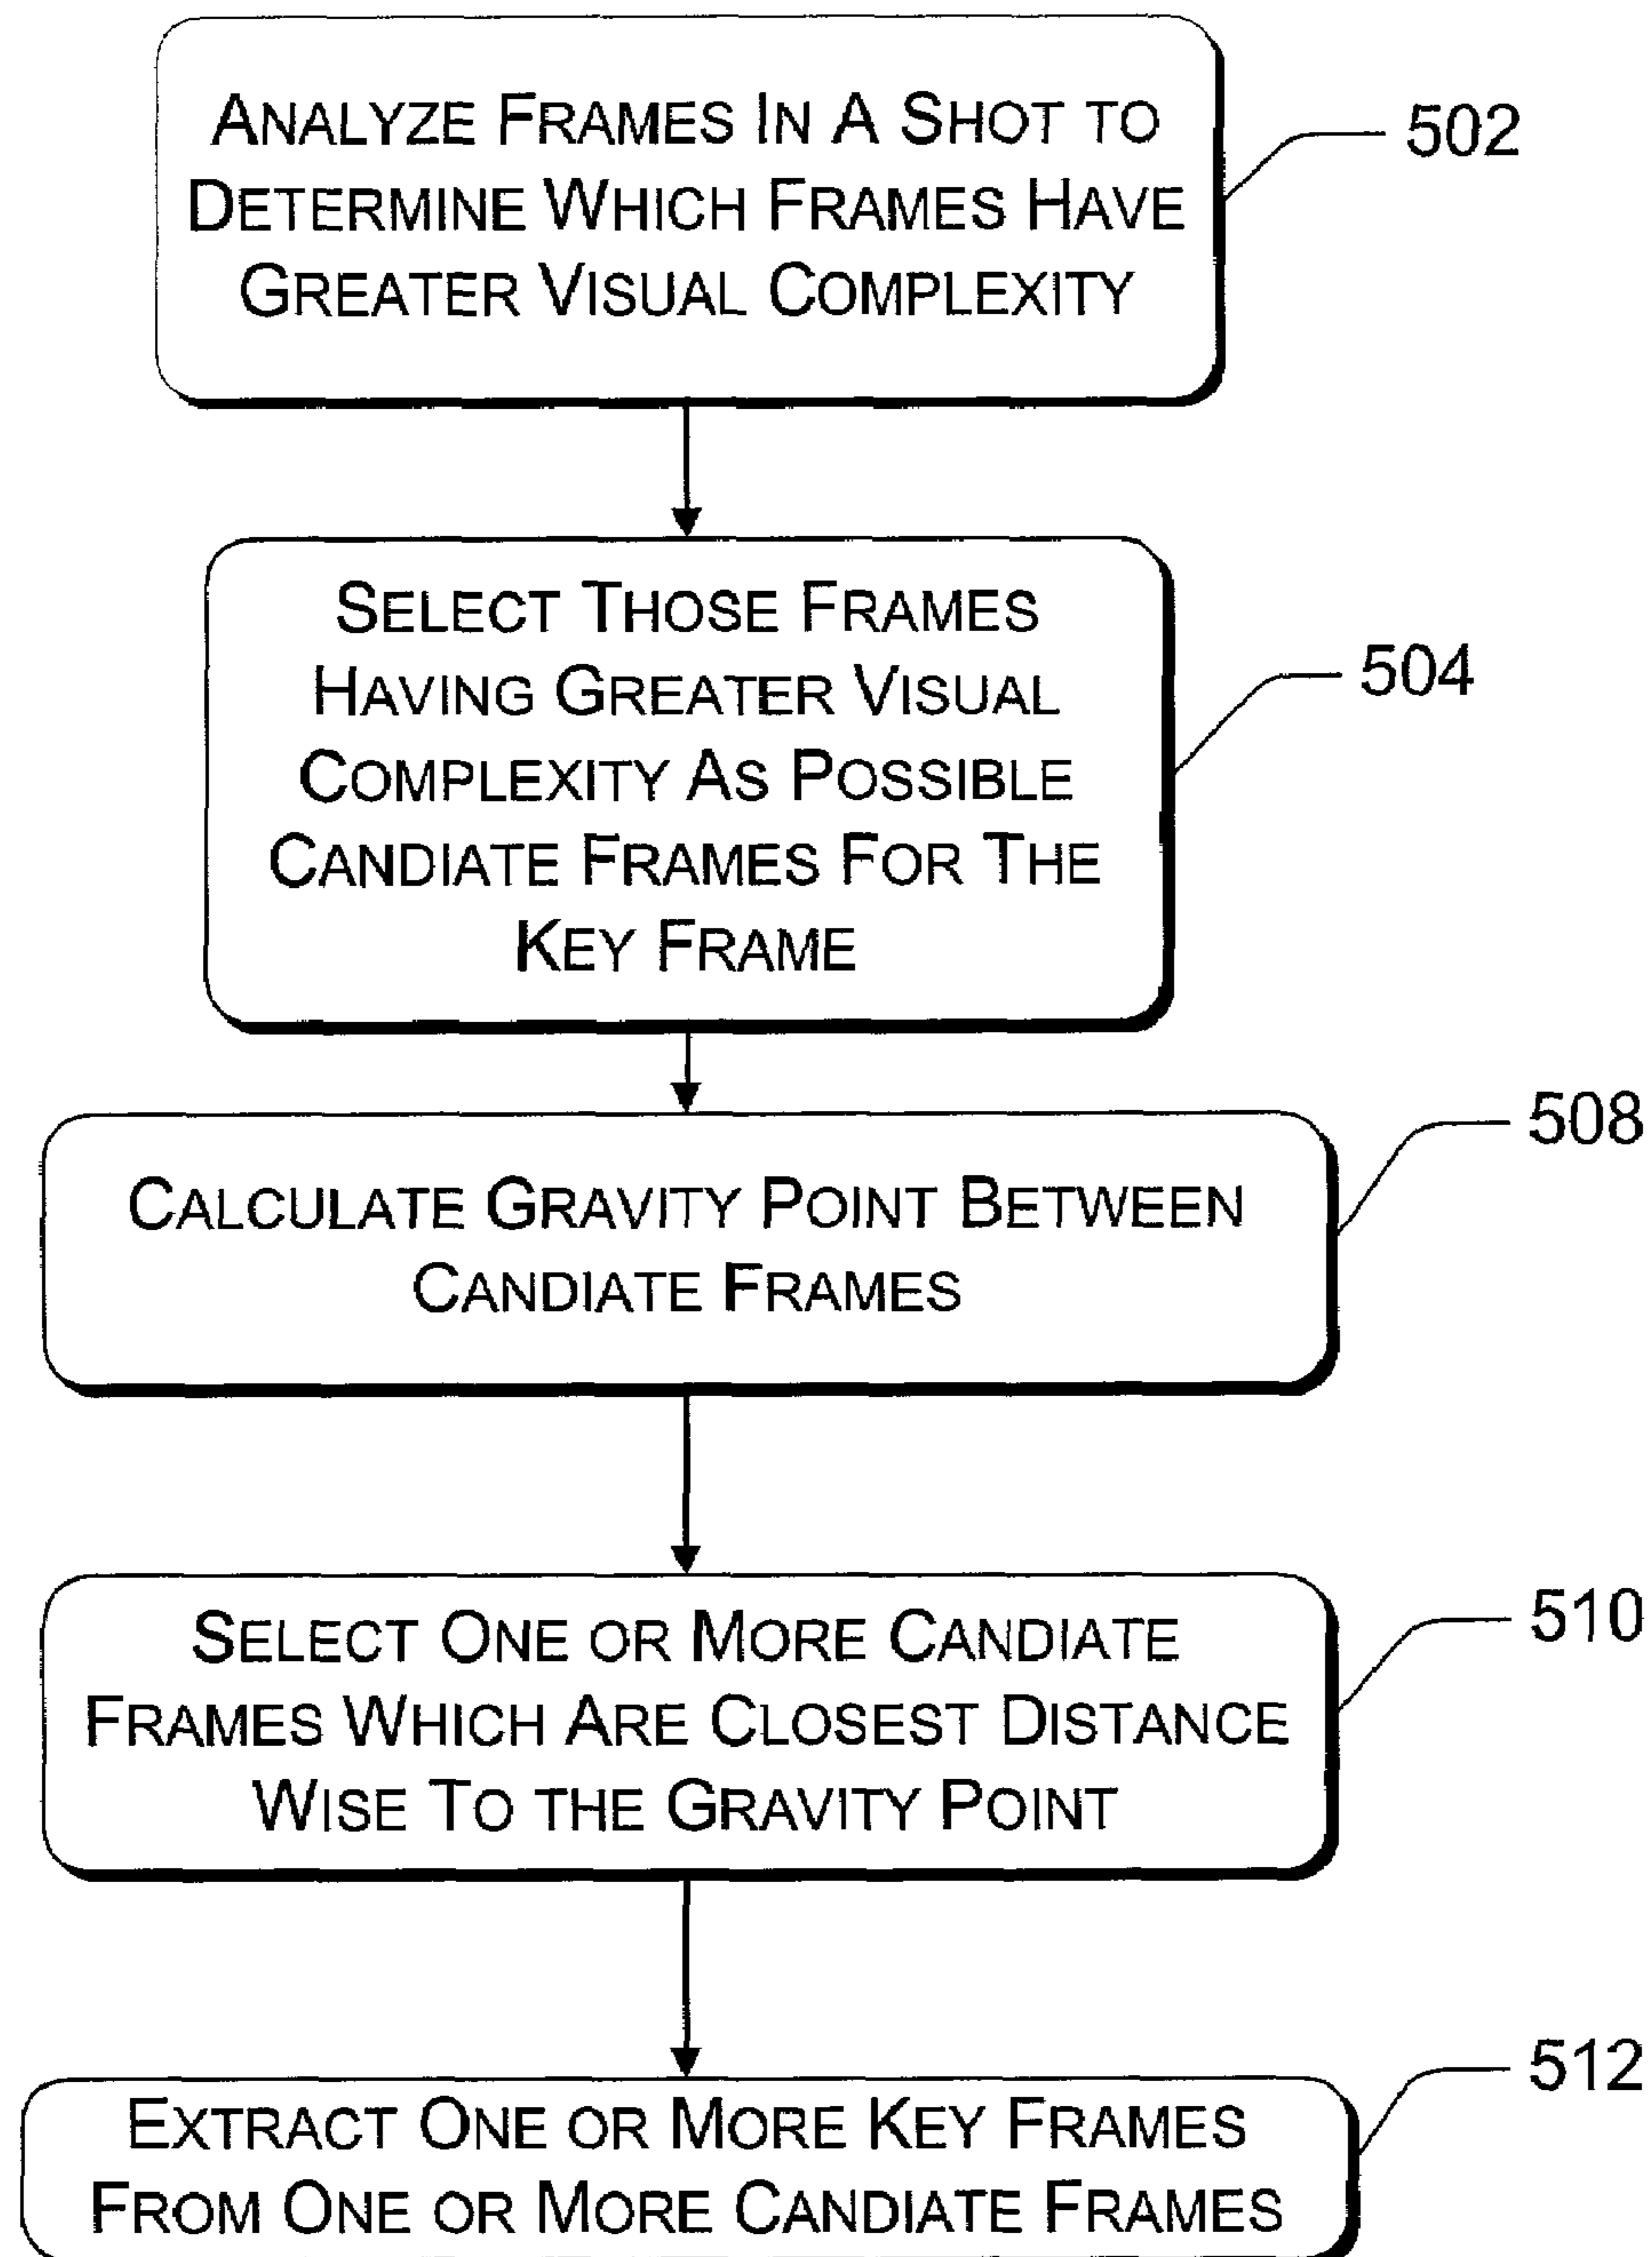 ANALYZE FRAMES IN A SHOT TO
DETERMINE WHICH FRAMES HAVE
GREATER VISUAL COMPLEXITY
502
SELECT THOSE FRAMES
HAVING GREATER VISUAL
COMPLEXITY AS POSSIBLE
CANDIATE FRAMES FOR THE
KEY FRAME
504
CALCULATE GRAVITY POINT BETWEEN
CANDIATE FRAMES
508
SELECT ONE OR MORE CANDIATE
FRAMES WHICH ARE CLOSEST DISTANCE
WISE TO THE GRAVITY POINT
510
EXTRACT ONE OR MORE KEY FRAMES
FROM ONE OR MORE CANDIATE FRAMES
512